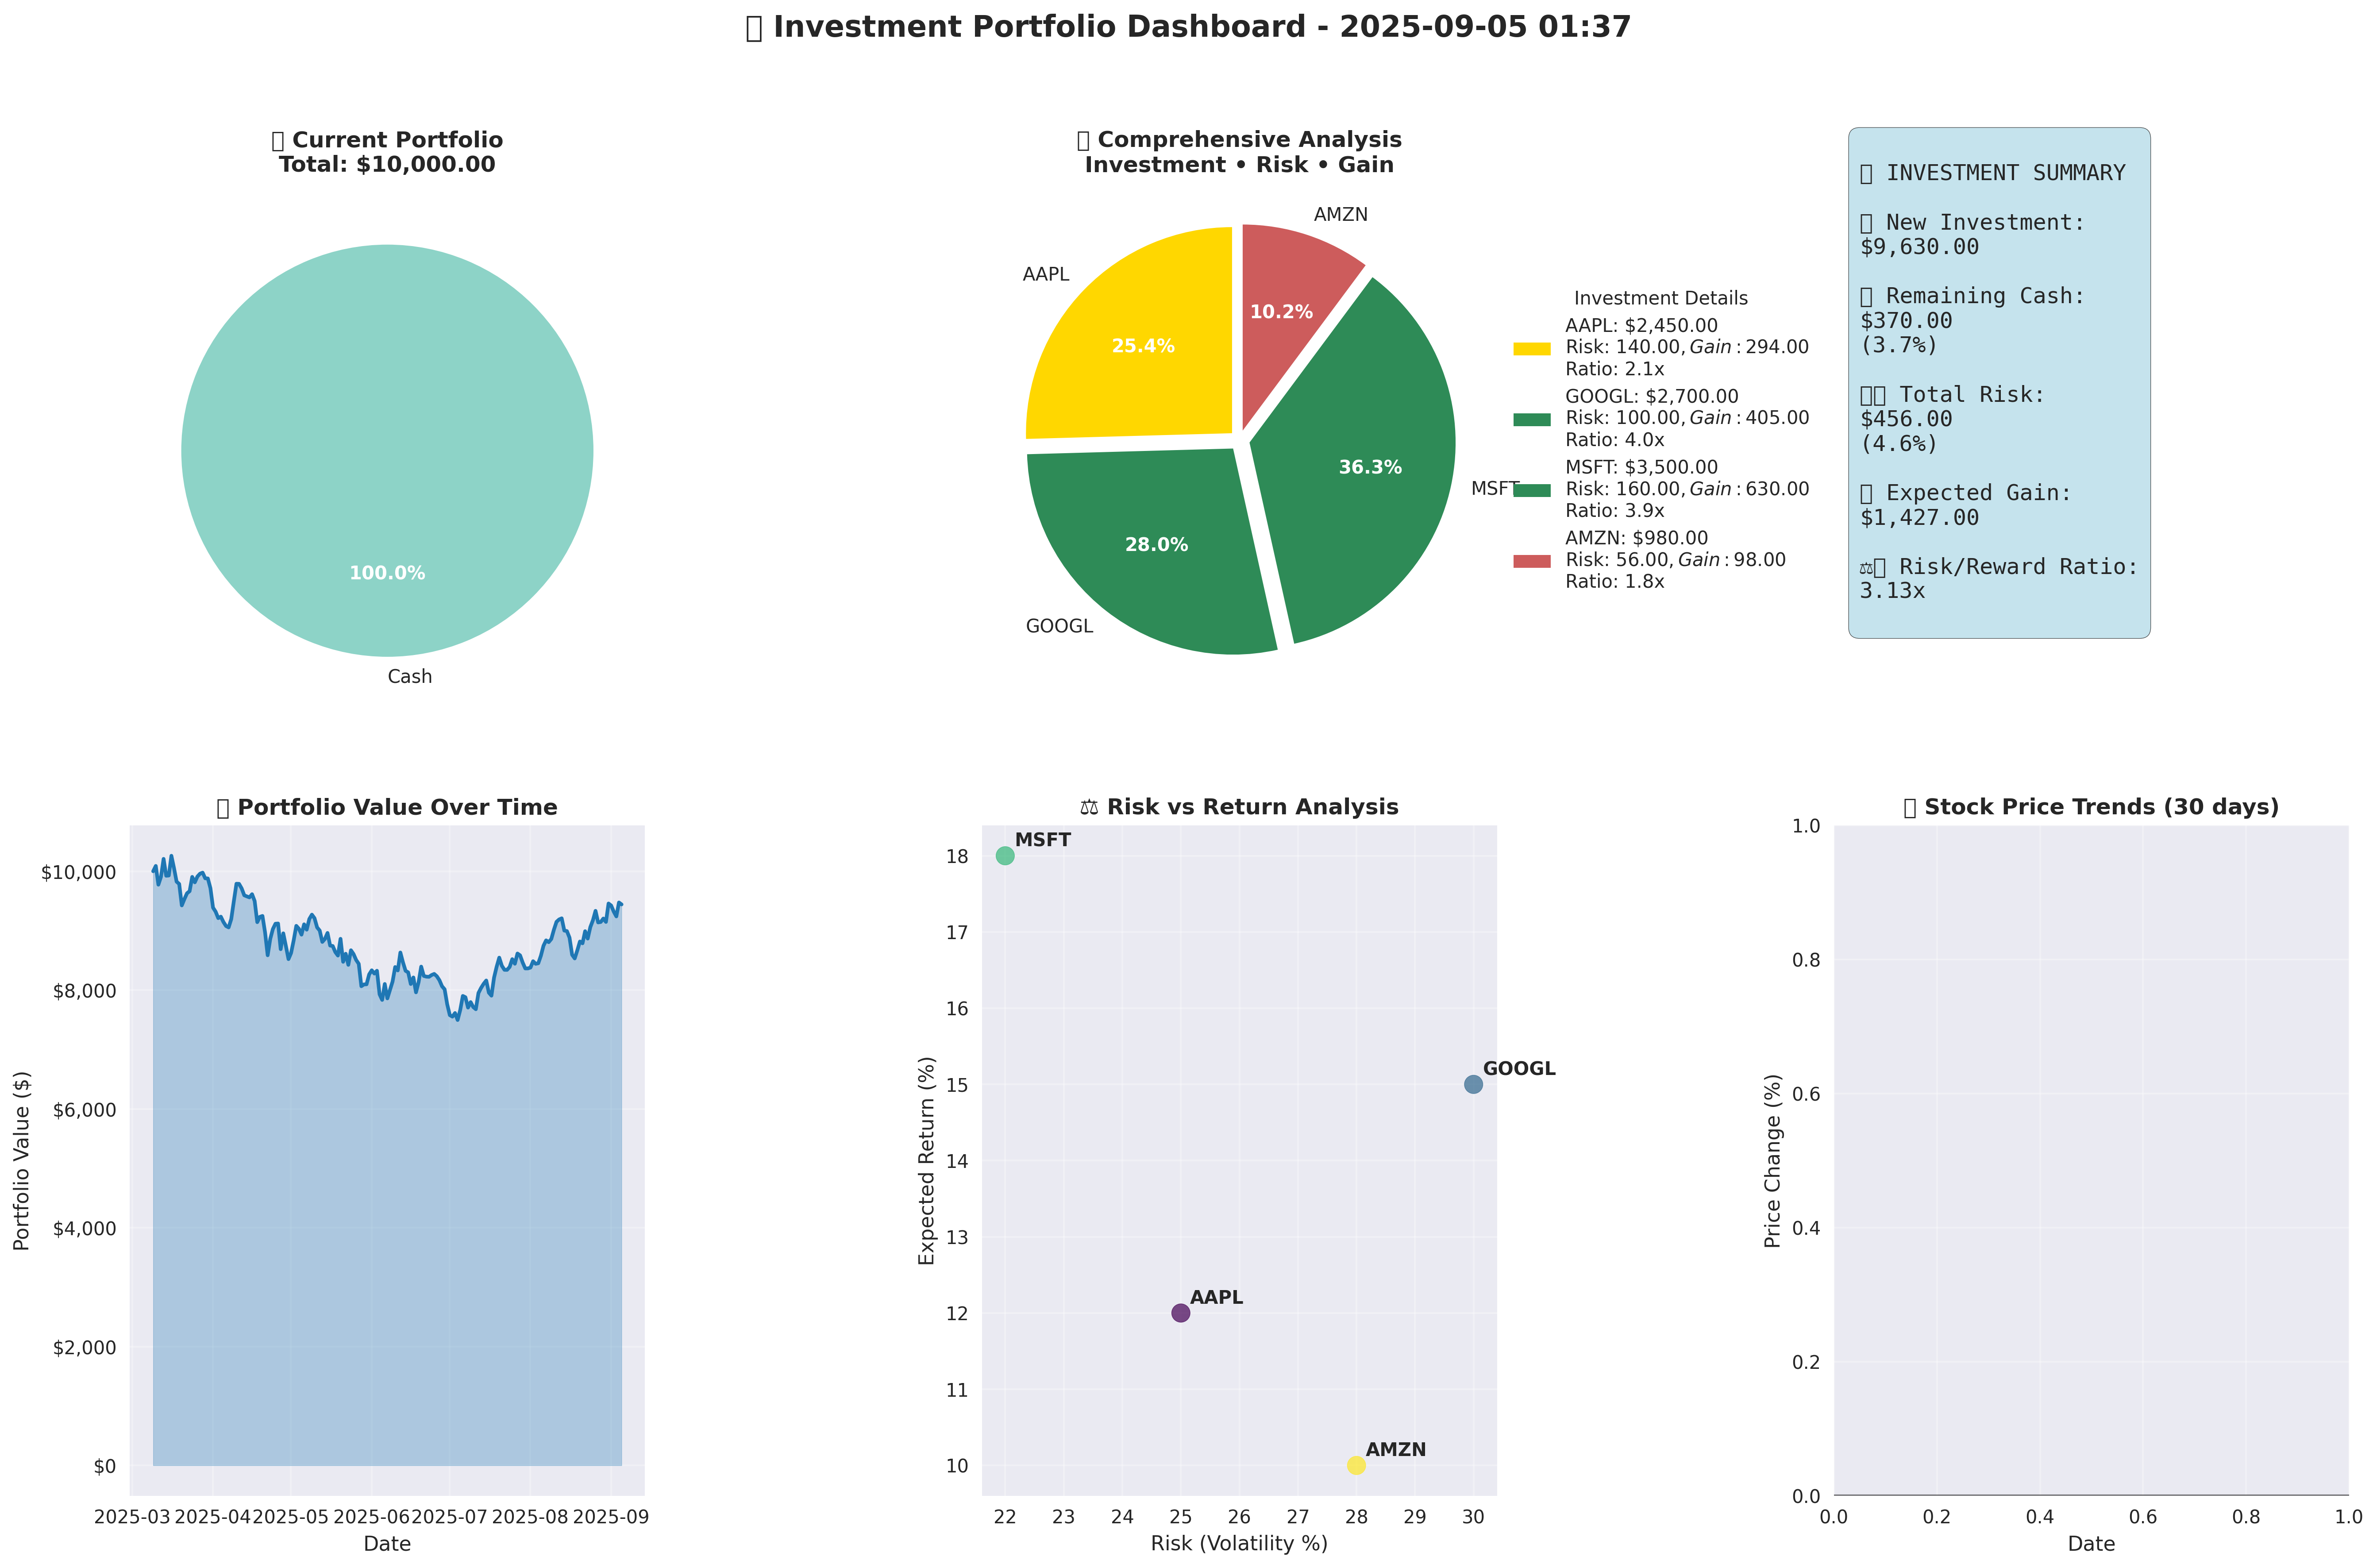 Investment Portfolio Dashboard - 2025-09-05 01:37
Current Portfolio
Total: $10,000.00
100.0%
Cash
Comprehensive Analysis
Investment • Risk • Gain
AMZN
AAPL
10.2%
25.4%
36.3%
MSFT
28.0%
GOOGL
Investment Details
AAPL: $2,450.00
Risk: 140.00, Gain : 294.00
Ratio: 2.1x
GOOGL: $2,700.00
Risk: 100.00, Gain : 405.00
Ratio: 4.0x
MSFT: $3,500.00
Risk: 160.00, Gain : 630.00
Ratio: 3.9x
AMZN: $980.00
Risk: 56.00, Gain : 98.00
Ratio: 1.8x
INVESTMENT SUMMARY
New Investment:
$9,630.00
Remaining Cash:
$370.00
(3.7%)
Total Risk:
$456.00
(4.6%)
Expected Gain:
$1,427.00
⚖ Risk/Reward Ratio:
3.13x
Portfolio Value Over Time
Portfolio Value ($)
$10,000
$8,000
$6,000
$4,000
$2,000
$0
2025-03 2025-04 2025-05 2025-06 2025-07 2025-08 2025-09
Date
⚖ Risk vs Return Analysis
Expected Return (%)
18
17
16
15
14
13
12
11
10
MSFT
GOOGL
AAPL
AMZN
22 23 24 25 26 27 28 29 30
Risk (Volatility %)
Stock Price Trends (30 days)
Price Change (%)
1.0
0.8
0.6
0.4
0.2
0.0
0.0 0.2 0.4 0.6 0.8 1.0
Date